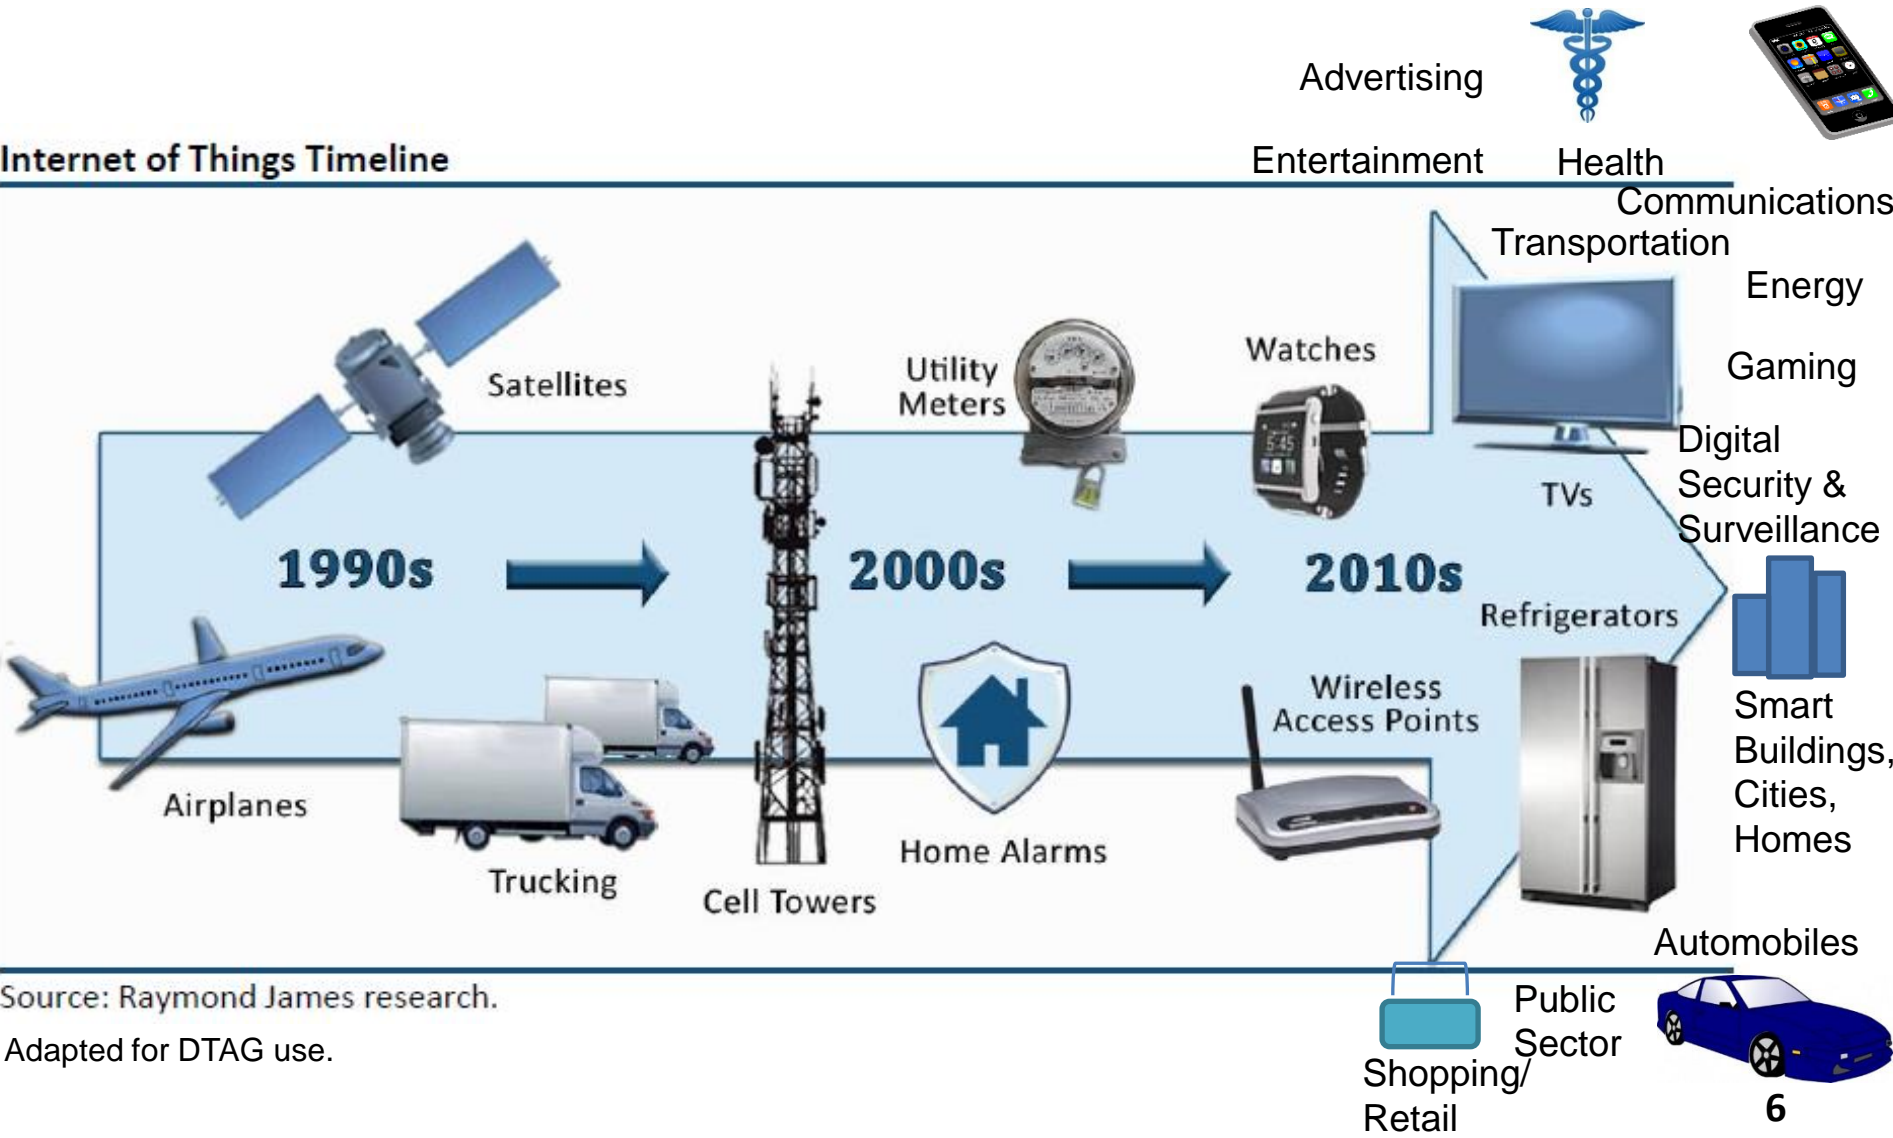 Advertising
Internet of Things Timeline
Entertainment
Health
Communications
Transportation
Energy
Satellites
Utility
Meters
Watches
Gaming
6:45
TVs
Digital
Security &
Surveillance
1990s
2000s
2010s
Refrigerators
Airplanes
Trucking
Cell Towers
Home Alarms
Wireless
Access Points
Smart
Buildings,
Cities,
Homes
Automobiles
Source: Raymond James research.
Adapted for DTAG use.
Shopping/
Retail
Public
Sector
6